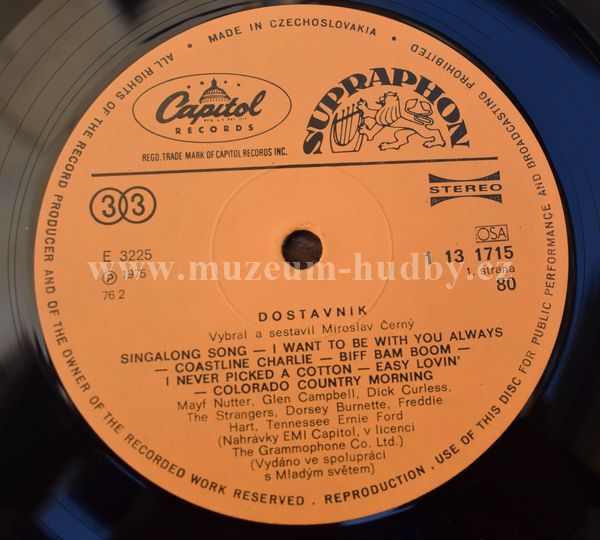 ALL RIGHTS OF THE RECORD PRODUCER AND OF THE OWNER OF THE RECORDED WORK RESERVED . REPRODUCTION , USE OF THIS DISC FOR PUBLIC PERFORMANCE AND BROADCASTING PROHIBITED
• MADE IN CZECHOSLOVAKIA •
Capitol
RECORDS
REGD. TRADE MARK OF CAPITOL RECORDS INC.
SUPRAPHON
33
STEREO
E 3225
Ⓟ 1975
76 2
OSA
1 13 1715
1. strana
80
www.muzeum-hudby.cz
DOSTAVNÍK
Vybral a sestavil Miroslav Černý
SINGALONG SONG — I WANT TO BE WITH YOU ALWAYS
— COASTLINE CHARLIE — BIFF BAM BOOM —
I NEVER PICKED A COTTON — EASY LOVIN'
— COLORADO COUNTRY MORNING
Mayf Nutter, Glen Campbell, Dick Curless,
The Strangers, Dorsey Burnette, Freddie
Hart, Tennessee Ernie Ford
(Nahrávky EMI Capitol, v licenci
The Grammophone Co. Ltd.)
(Vydáno ve spolupráci
s Mladým světem)